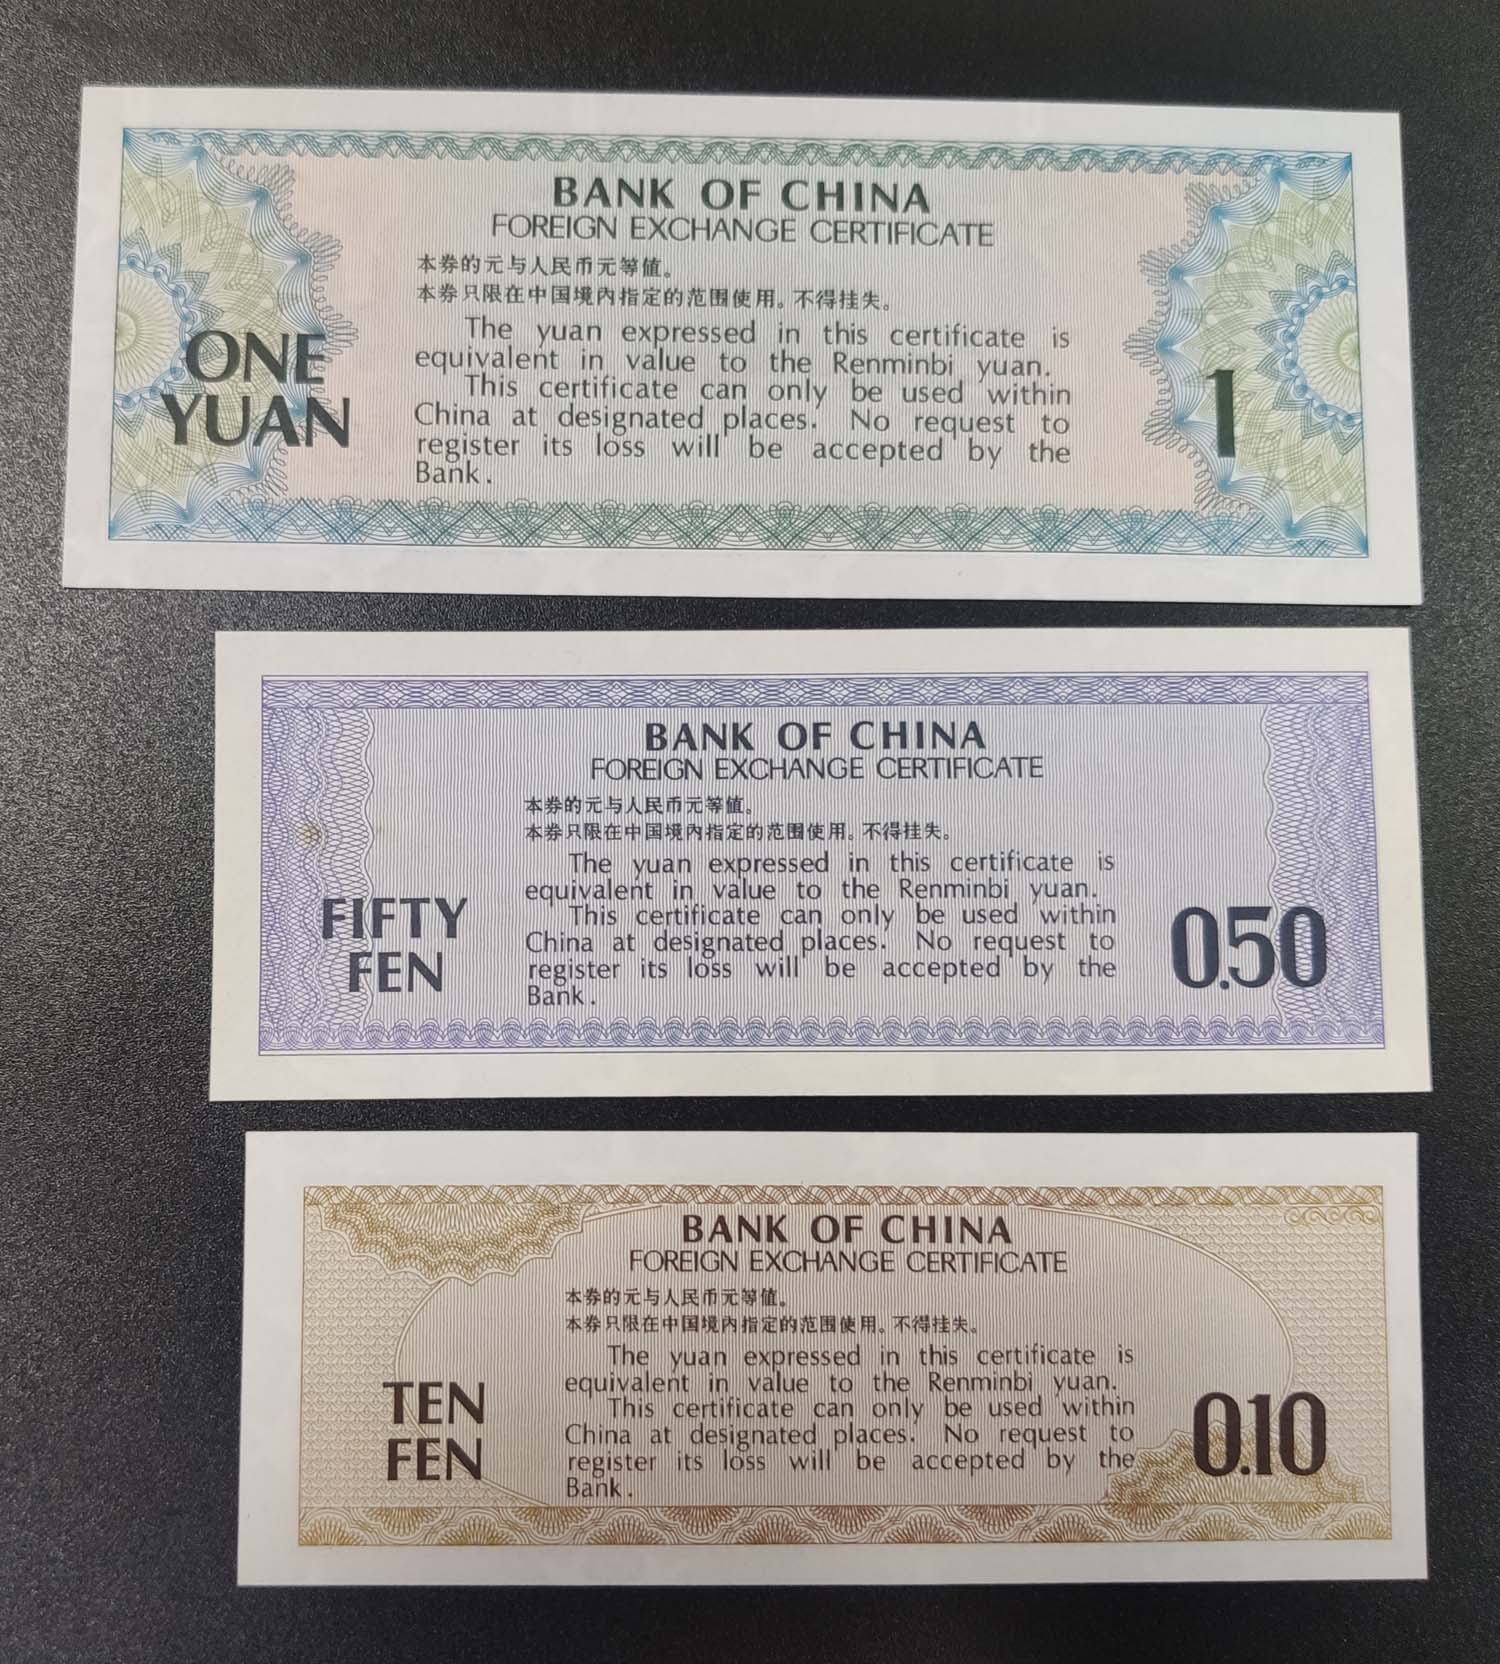 BANK OF CHINA
FOREIGN EXCHANGE CERTIFICATE
本券的元与人民币元等值。
本券只限在中国境内指定的范围使用。不得挂失。
The yuan expressed in this certificate is
equivalent in value to the Renminbi yuan.
This certificate can only be used within
China at designated places. No request to
register its loss will be accepted by the
Bank.
ONE
YUAN
1
BANK OF CHINA
FOREIGN EXCHANGE CERTIFICATE
本券的元与人民币元等值。
本券只限在中国境内指定的范围使用。不得挂失。
The yuan expressed in this certificate is
equivalent in value to the Renminbi yuan.
This certificate can only be used within
China at designated places. No request to
register its loss will be accepted by the
Bank.
FIFTY
FEN
0.50
BANK OF CHINA
FOREIGN EXCHANGE CERTIFICATE
本券的元与人民币元等值。
本券只限在中国境内指定的范围使用。不得挂失。
The yuan expressed in this certificate is
equivalent in value to the Renminbi yuan.
This certificate can only be used within
China at designated places. No request to
register its loss will be accepted by the
Bank.
TEN
FEN
0.10